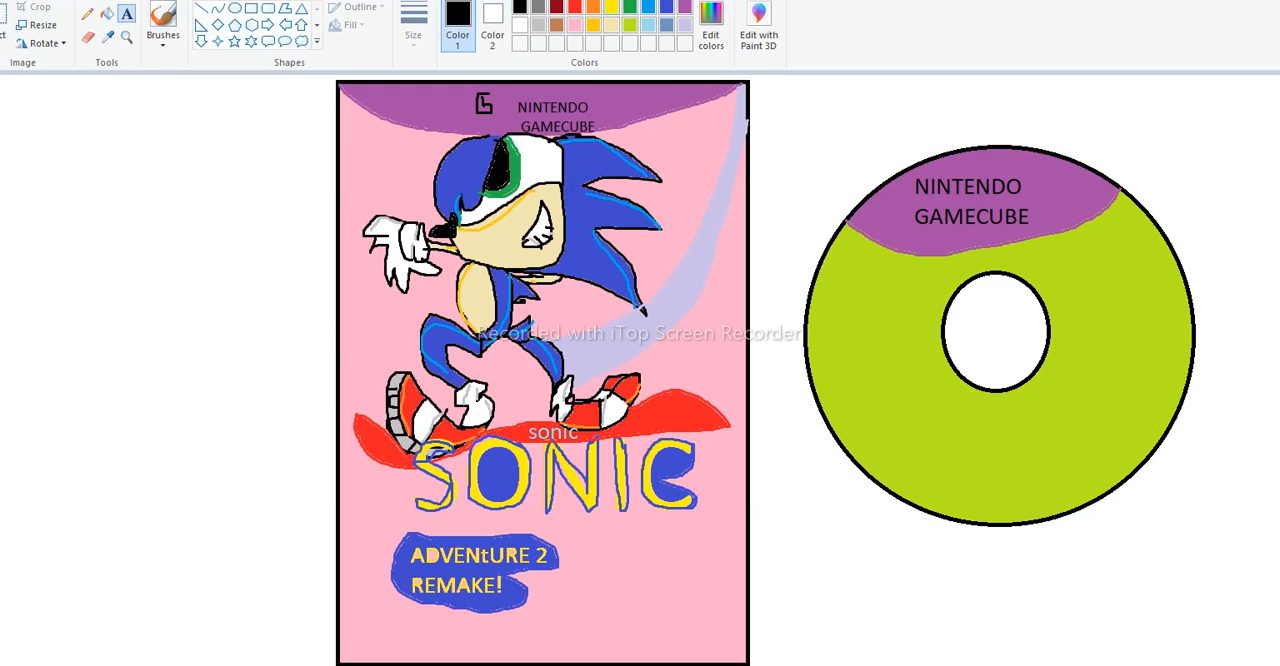 Crop
Resize
Rotate
Image
A
Tools
Brushes
Outline
Fill
Shapes
Size
Color 1
Color 2
Edit colors
Colors
Edit with Paint 3D
NINTENDO
GAMECUBE
Recorded with iTop Screen Recorder
sonic
SONIC
ADVENtURE 2
REMAKE!
NINTENDO
GAMECUBE